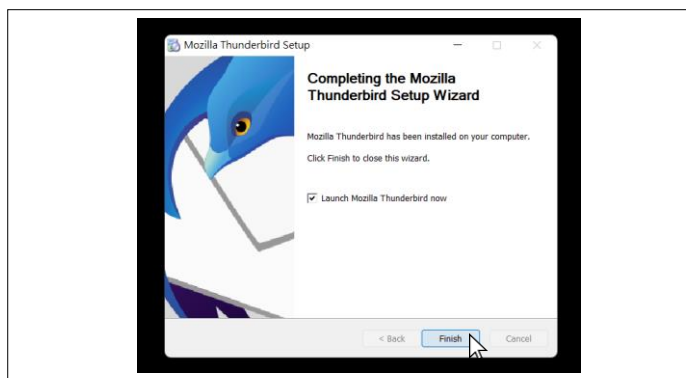 Mozilla Thunderbird Setup
Completing the Mozilla
Thunderbird Setup Wizard
Mozilla Thunderbird has been installed on your computer.
Click Finish to close this wizard.
Launch Mozilla Thunderbird now
< Back
Finish
Cancel